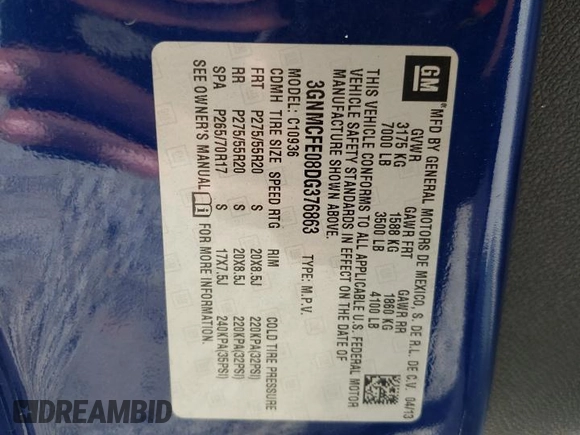 GM
MFD BY GENERAL MOTORS DE MEXICO, S. DE R.L. DE C.V. 04/13
GVWR GAWR FRT GAWR RR
3175 KG 1588 KG 1860 KG
7000 LB 3500 LB 4100 LB
THIS VEHICLE CONFORMS TO ALL APPLICABLE U.S. FEDERAL MOTOR
VEHICLE SAFETY STANDARDS IN EFFECT ON THE DATE OF
MANUFACTURE SHOWN ABOVE.
3GNMCFE08DG376863 TYPE: M.P.V.
MODEL: C10936
CDMH TIRE SIZE SPEED RTG RIM COLD TIRE PRESSURE
FRT P275/55R20 S 20X8.5J 220KPA(32PSI)
RR P275/55R20 S 20X8.5J 220KPA(32PSI)
SPA P265/70R17 S 17X7.5J 240KPA(35PSI)
SEE OWNER'S MANUAL FOR MORE INFORMATION.
DREAMBID